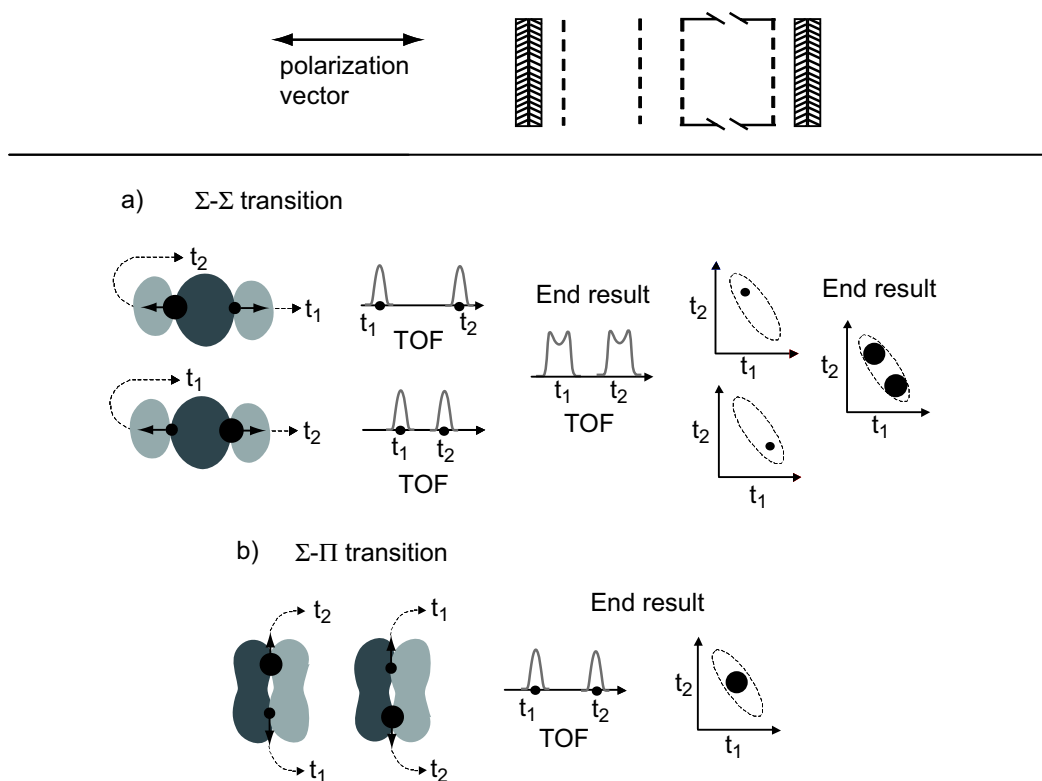 polarization
vector
a) Σ-Σ transition
t2
t1
t1 t2
TOF
t1
t2
t1 t2
TOF
End result
t1 t2
TOF
t2
t1
t2
t1
End result
t2
t1
b) Σ-Π transition
t2
t1
t1
t2
End result
t1 t2
TOF
t2
t1